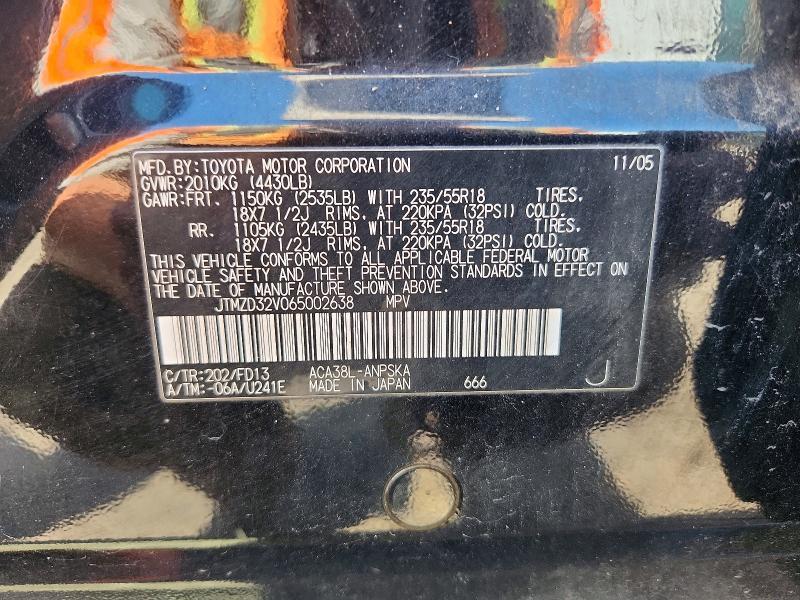 MFD.BY:TOYOTA MOTOR CORPORATION 11/05
GVWR:2010KG (4430LB)
GAWR:FRT. 1150KG (2535LB) WITH 235/55R18 TIRES.
18X7 1/2J RIMS. AT 220KPA (32PSI) COLD.
RR. 1105KG (2435LB) WITH 235/55R18 TIRES.
18X7 1/2J RIMS. AT 220KPA (32PSI) COLD.
THIS VEHICLE CONFORMS TO ALL APPLICABLE FEDERAL MOTOR
VEHICLE SAFETY AND THEFT PREVENTION STANDARDS IN EFFECT ON
THE DATE OF MANUFACTURE SHOWN ABOVE.
JTMZD32V065002638 MPV
C/TR:202/FD13 ACA38L-ANPSKA
A/TM:-06A/U241E MADE IN JAPAN 666 J